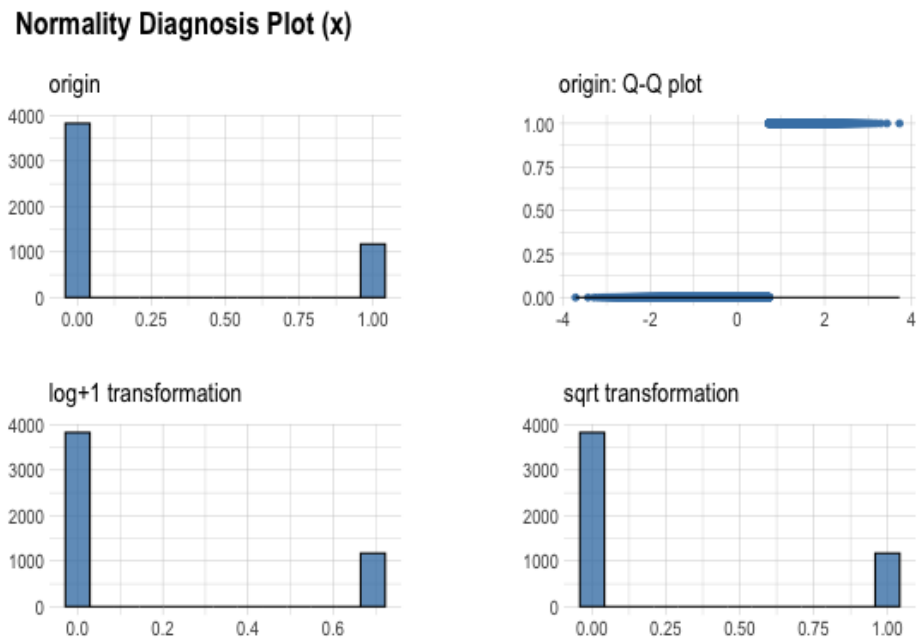 Normality Diagnosis Plot (x)
origin
4000
3000
2000
1000
0
0.00 0.25 0.50 0.75 1.00
origin: Q-Q plot
1.00
0.75
0.50
0.25
0.00
-4 -2 0 2 4
log+1 transformation
4000
3000
2000
1000
0
0.0 0.2 0.4 0.6
sqrt transformation
4000
3000
2000
1000
0
0.00 0.25 0.50 0.75 1.00